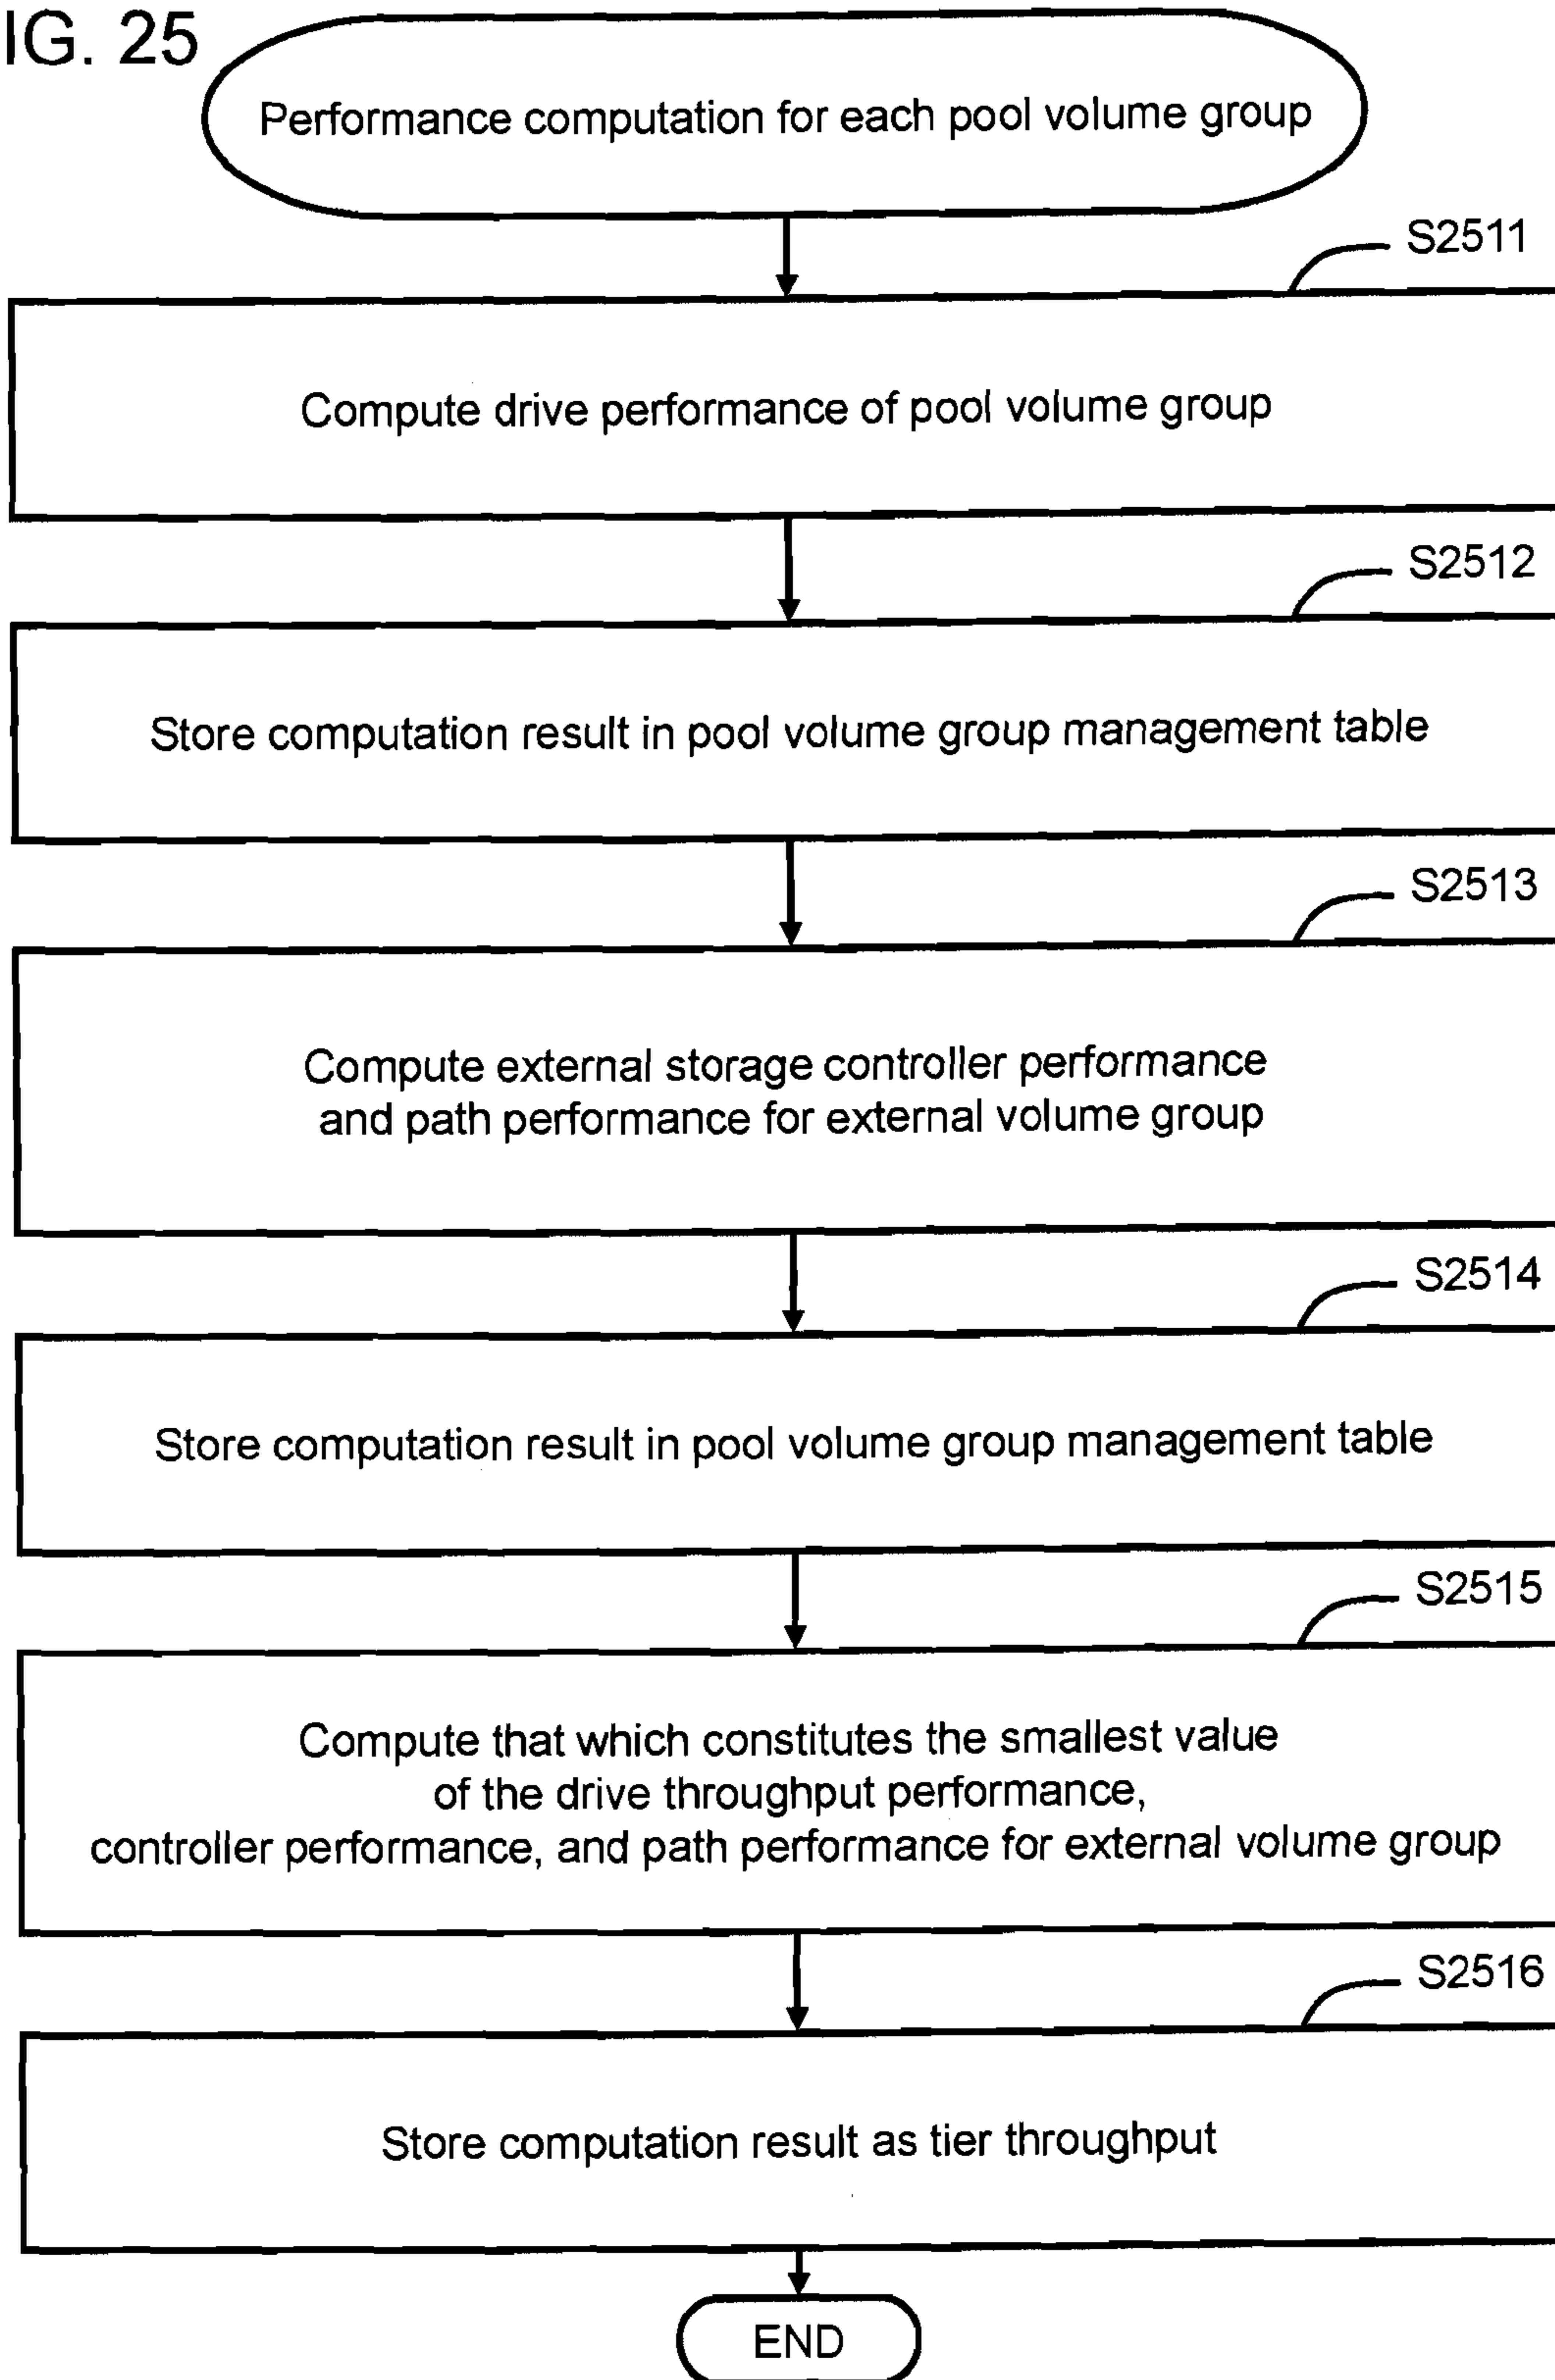 IG. 25
Performance computation for each pool volume group
S2511
Compute drive performance of pool volume group
S2512
Store computation result in pool volume group management table
S2513
Compute external storage controller performance
and path performance for external volume group
S2514
Store computation result in pool volume group management table
S2515
Compute that which constitutes the smallest value
of the drive throughput performance,
controller performance, and path performance for external volume group
S2516
Store computation result as tier throughput
END